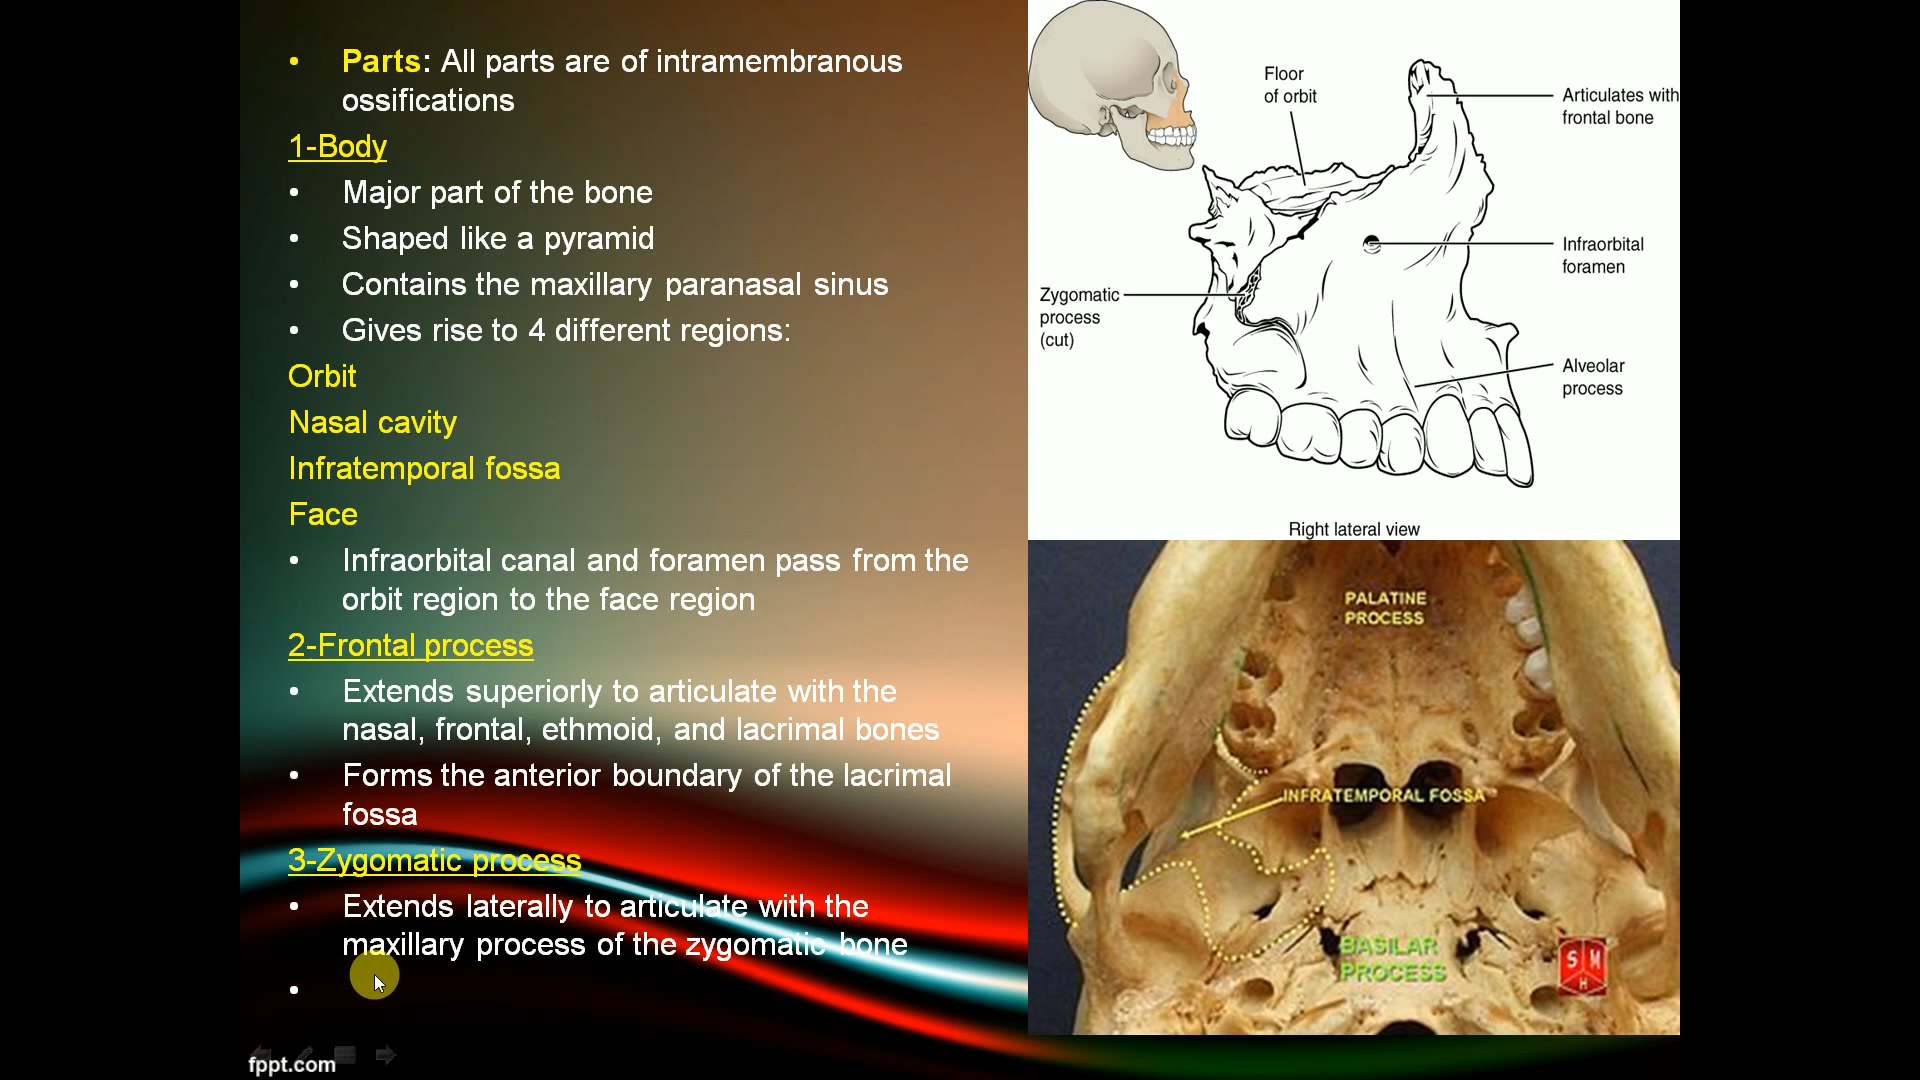 • Parts: All parts are of intramembranous
ossifications
1-Body
• Major part of the bone
• Shaped like a pyramid
• Contains the maxillary paranasal sinus
• Gives rise to 4 different regions:
Orbit
Nasal cavity
Infratemporal fossa
Face
• Infraorbital canal and foramen pass from the
orbit region to the face region
2-Frontal process
• Extends superiorly to articulate with the
nasal, frontal, ethmoid, and lacrimal bones
• Forms the anterior boundary of the lacrimal
fossa
3-Zygomatic process
• Extends laterally to articulate with the
maxillary process of the zygomatic bone
•
fppt.com
Floor
of orbit
Articulates with
frontal bone
Infraorbital
foramen
Zygomatic
process
(cut)
Alveolar
process
Right lateral view
PALATINE
PROCESS
INFRATEMPORAL FOSSA
BASILAR
PROCESS
S M
H